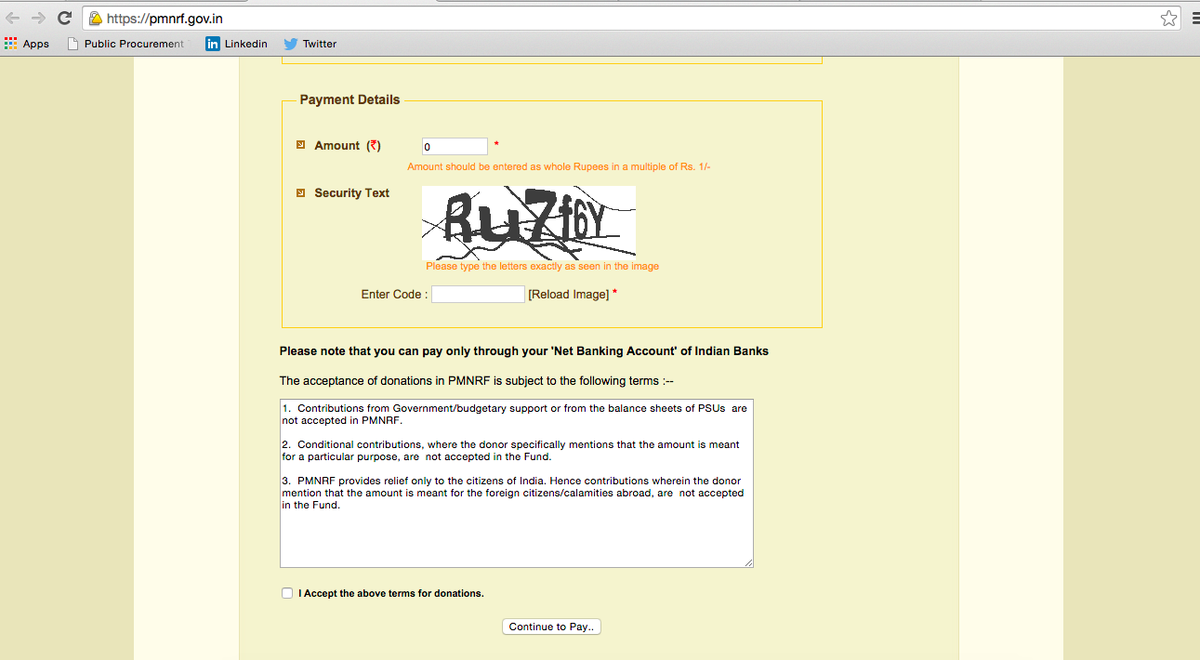 https://pmnrf.gov.in
Apps Public Procurement in Linkedin Twitter
Payment Details
Amount (₹) 0 *
Amount should be entered as whole Rupees in a multiple of Rs. 1/-
Security Text
Please type the letters exactly as seen in the image
Enter Code : [Reload Image] *
Please note that you can pay only through your 'Net Banking Account' of Indian Banks
The acceptance of donations in PMNRF is subject to the following terms :--
1. Contributions from Government/budgetary support or from the balance sheets of PSUs are
not accepted in PMNRF.
2. Conditional contributions, where the donor specifically mentions that the amount is meant
for a particular purpose, are not accepted in the Fund.
3. PMNRF provides relief only to the citizens of India. Hence contributions wherein the donor
mention that the amount is meant for the foreign citizens/calamities abroad, are not accepted
in the Fund.
I Accept the above terms for donations.
Continue to Pay..